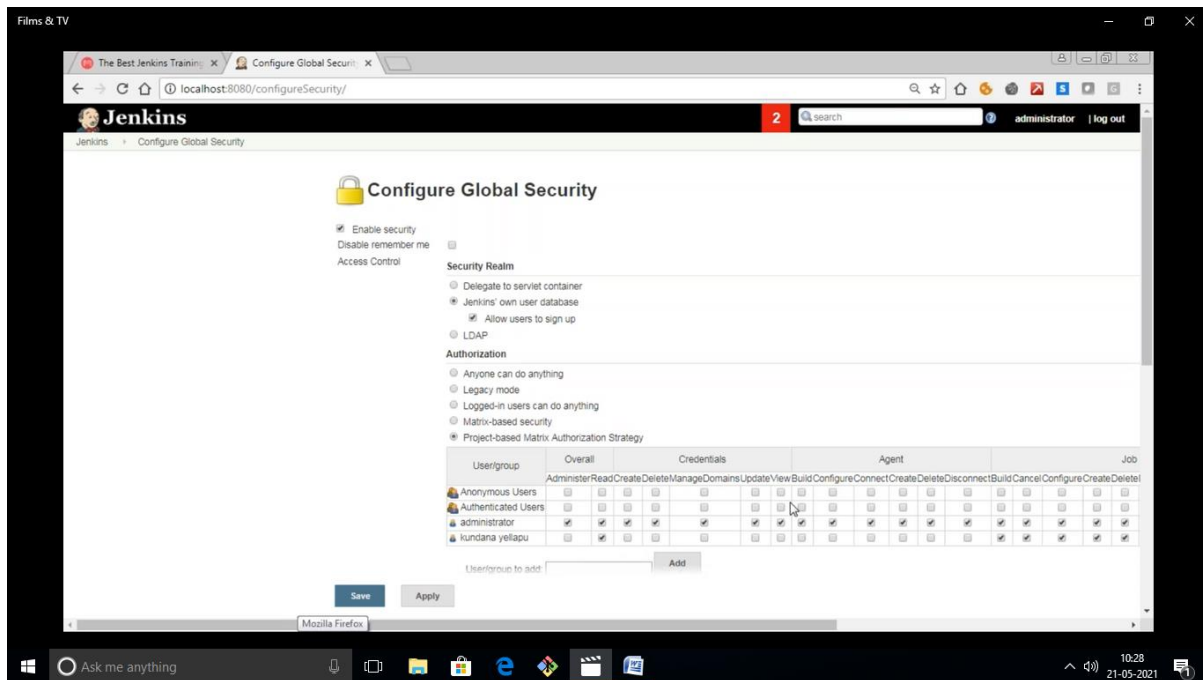 Films & TV
The Best Jenkins Training
Configure Global Securit
localhost:8080/configureSecurity/
Jenkins
2
search
administrator | log out
Jenkins
Configure Global Security
Configure Global Security
Enable security
Disable remember me
Access Control
Security Realm
Delegate to servlet container
Jenkins' own user database
Allow users to sign up
LDAP
Authorization
Anyone can do anything
Legacy mode
Logged-in users can do anything
Matrix-based security
Project-based Matrix Authorization Strategy
User/group Overall Credentials Agent Job
Administer Read Create Delete ManageDomains Update View Build Configure Connect Create Delete Disconnect Build Cancel Configure Create Delete
Anonymous Users
Authenticated Users
administrator
kundana yellapu
User/group to add:
Add
Save
Apply
Mozilla Firefox
Ask me anything
10:28
21-05-2021